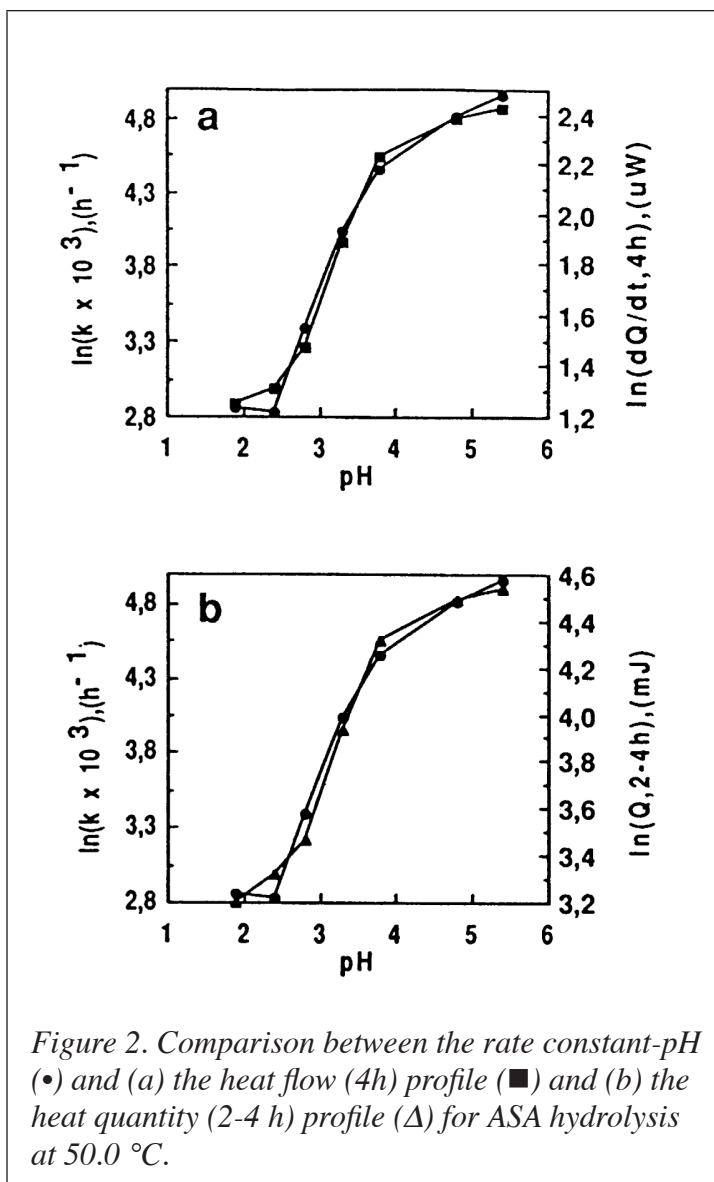 a
ln(k x 10 3),(h- 1)
4,8
4,3
3,8
3,3
2,8
1 2 3 4 5 6
pH
2,4
2,2
2,0
1,8
1,6
1,4
1,2
ln(dQ/dt,4h),(uW)
b
ln(k x 10 3),(h- 1)
4,8
4,3
3,8
3,3
2,8
1 2 3 4 5 6
pH
4,6
4,4
4,2
4,0
3,6
3,4
3,2
ln(Q,2-4h),(mJ)
Figure 2. Comparison between the rate constant-pH
(•) and (a) the heat flow (4h) profile (■) and (b) the
heat quantity (2-4 h) profile (Δ) for ASA hydrolysis
at 50.0 °C.